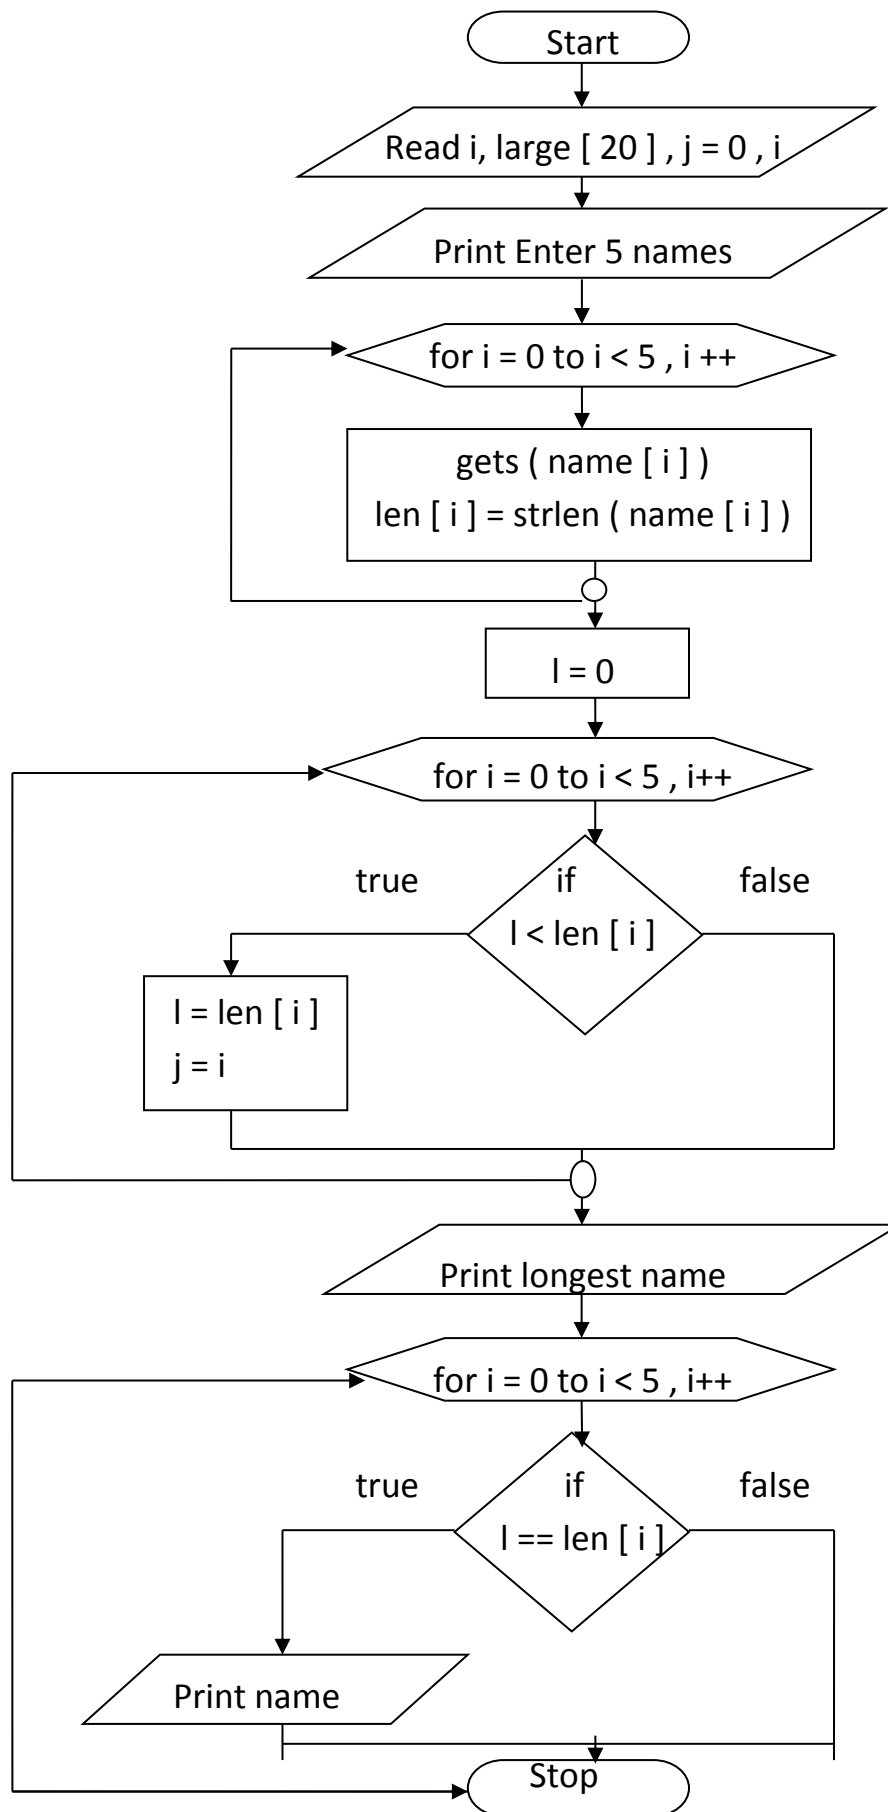 Start
Read i, large [ 20 ] , j = 0 , i
Print Enter 5 names
for i = 0 to i < 5 , i ++
gets ( name [ i ] )
len [ i ] = strlen ( name [ i ] )
l = 0
for i = 0 to i < 5 , i++
true if false
l < len [ i ]
l = len [ i ]
j = i
Print longest name
for i = 0 to i < 5 , i++
true if false
l == len [ i ]
Print name
Stop